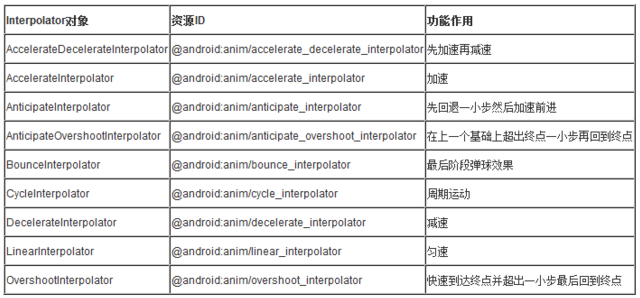 Interpolator对象 资源ID 功能作用
AccelerateDecelerateInterpolator @android:anim/accelerate_decelerate_interpolator 先加速再减速
AccelerateInterpolator @android:anim/accelerate_interpolator 加速
AnticipateInterpolator @android:anim/anticipate_interpolator 先回退一小步然后加速前进
AnticipateOvershootInterpolator @android:anim/anticipate_overshoot_interpolator 在上一个基础上超出终点一小步再回到终点
BounceInterpolator @android:anim/bounce_interpolator 最后阶段弹球效果
CycleInterpolator @android:anim/cycle_interpolator 周期运动
DecelerateInterpolator @android:anim/decelerate_interpolator 减速
LinearInterpolator @android:anim/linear_interpolator 匀速
OvershootInterpolator @android:anim/overshoot_interpolator 快速到达终点并超出一小步最后回到终点